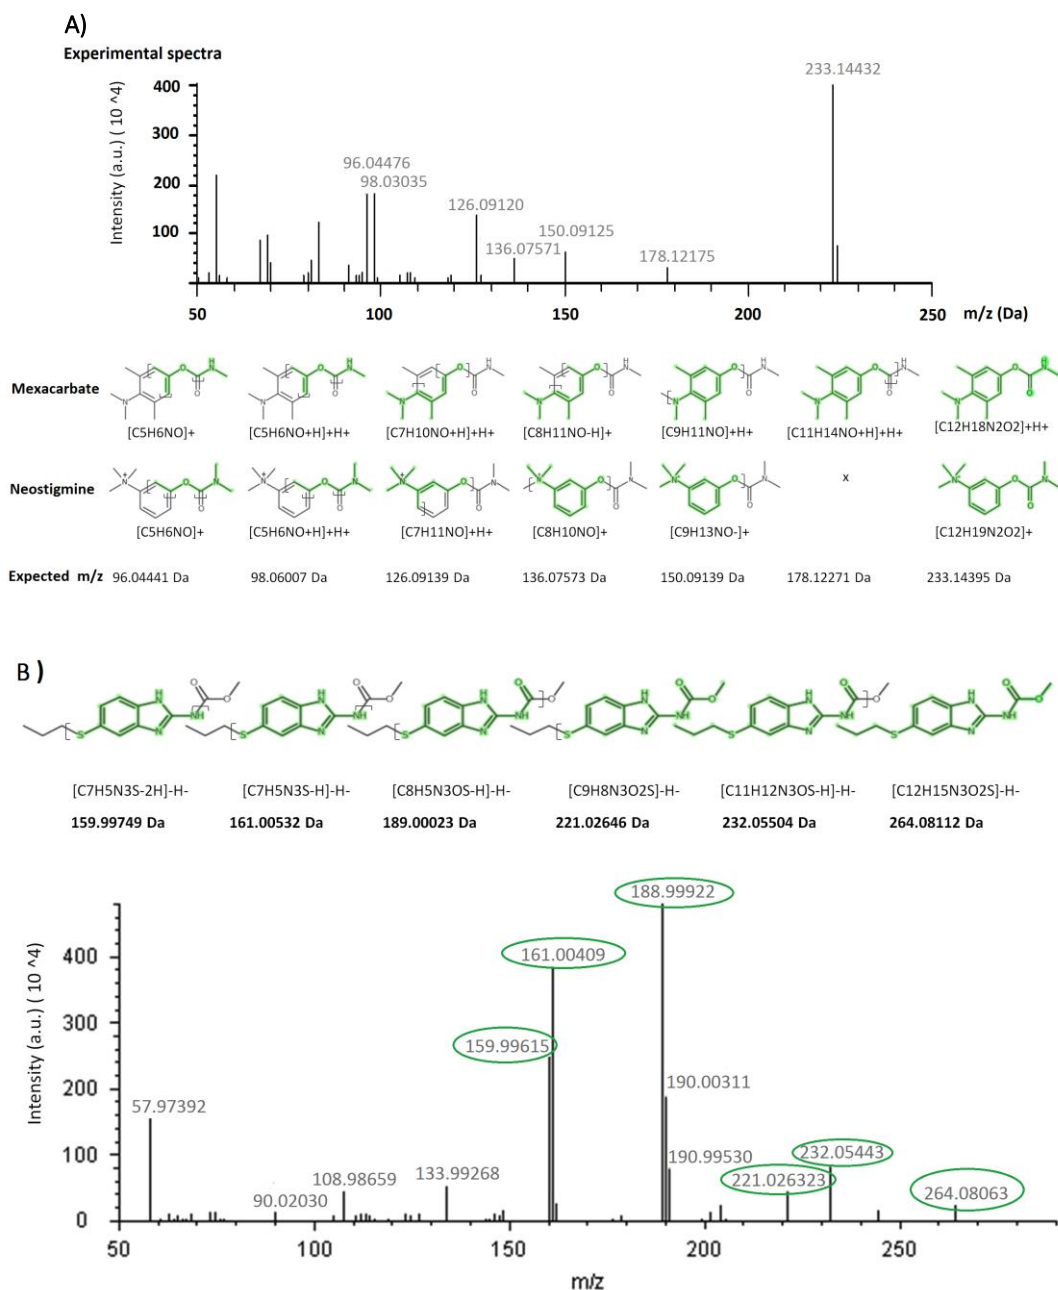 A)
Experimental spectra
Intensity (a.u.) ( 10 ^4)
400
300
200
100
233.14432
96.04476
98.03035
126.09120
136.07571
150.09125
178.12175
50
100
150
200
250
m/z (Da)
Mexacarbate
[C5H6NO]+
[C5H6NO+H]+H+
[C7H10NO+H]+H+
[C8H11NO-H]+
[C9H11NO]+H+
[C11H14NO+H]+H+
[C12H18N2O2]+H+
Neostigmine
x
[C5H6NO]+
[C5H6NO+H]+H+
[C7H11NO]+H+
[C8H10NO]+
[C9H13NO-]+
[C12H19N2O2]+
Expected m/z 96.04441 Da 98.06007 Da 126.09139 Da 136.07573 Da 150.09139 Da 178.12271 Da 233.14395 Da
B )
[C7H5N3S-2H]-H-
[C7H5N3S-H]-H-
[C8H5N3OS-H]-H-
[C9H8N3O2S]-H-
[C11H12N3OS-H]-H-
[C12H15N3O2S]-H-
159.99749 Da
161.00532 Da
189.00023 Da
221.02646 Da
232.05504 Da
264.08112 Da
Intensity (a.u.) ( 10 ^4)
400
300
200
100
0
188.99922
161.00409
159.99615
190.00311
57.97392
190.99530
232.05443
108.98659
133.99268
221.026323
264.08063
90.02030
50
100
150
200
250
m/z